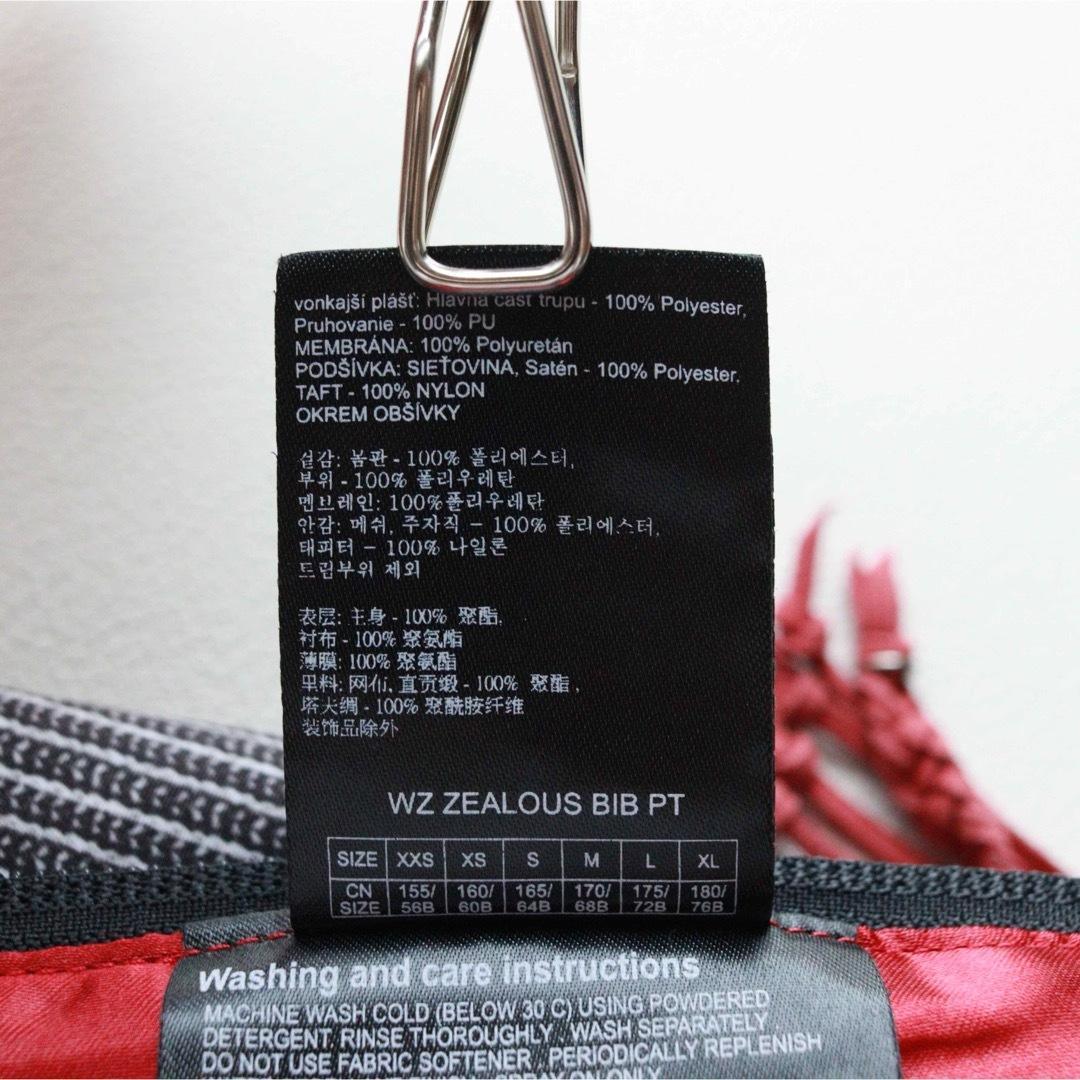 vonkajší plášť: Hlavná časť trupu - 100% Polyester,
Pruhovanie - 100% PU
MEMBRÁNA: 100% Polyuretán
PODŠÍVKA: SIEŤOVINA, Satén - 100% Polyester,
TAFT - 100% NYLON
OKREM OBŠÍVKY
겉감: 몸판 - 100% 폴리에스터,
부위 - 100% 폴리우레탄
멘브레인: 100%폴리우레탄
안감: 메쉬, 주자직 - 100% 폴리에스터,
태피터 - 100% 나일론
트림부위 제외
表层: 主身 - 100% 聚酯,
衬布 - 100% 聚氨酯
薄膜: 100% 聚氨酯
里料: 网布, 直贡缎 - 100% 聚酯,
塔夫绸 - 100% 聚酰胺纤维
装饰品除外
WZ ZEALOUS BIB PT
SIZE XXS XS S M L XL
CN SIZE 155/56B 160/60B 165/64B 170/68B 175/72B 180/76B
Washing and care instructions
MACHINE WASH COLD (BELOW 30 C) USING POWDERED
DETERGENT RINSE THOROUGHLY WASH SEPARATELY
DO NOT USE FABRIC SOFTENER PERIODICALLY REPLENISH